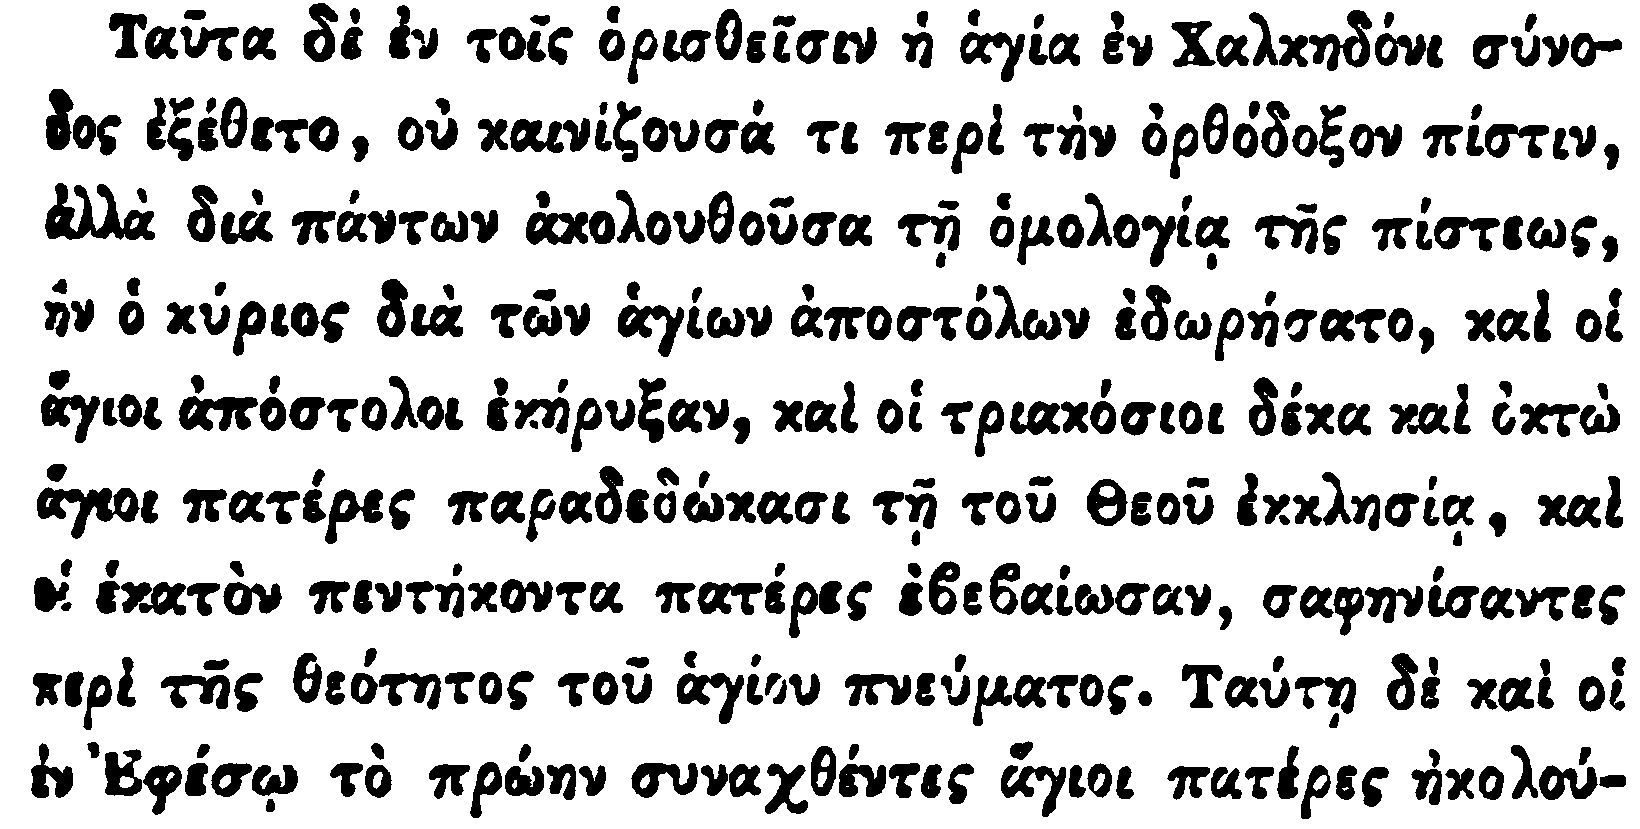 Ταῦτα δὲ ἐν τοῖς ὁρισθεῖσιν ἡ ἁγία ἐν Χαλκηδόνι σύνο-
δος ἐξέθετο, οὐ καινίζουσά τι περὶ τὴν ὀρθόδοξον πίστιν,
ἀλλὰ διὰ πάντων ἀκολουθοῦσα τῇ ὁμολογίᾳ τῆς πίστεως,
ἣν ὁ κύριος διὰ τῶν ἁγίων ἀποστόλων ἐδωρήσατο, καὶ οἱ
ἅγιοι ἀπόστολοι ἐκήρυξαν, καὶ οἱ τριακόσιοι δέκα καὶ ὀκτὼ
ἅγιοι πατέρες παραδεδώκασι τῇ τοῦ Θεοῦ ἐκκλησίᾳ, καὶ
οἱ ἑκατὸν πεντήκοντα πατέρες ἐβεβαίωσαν, σαφηνίσαντες
περὶ τῆς θεότητος τοῦ ἁγίου πνεύματος. Ταύτῃ δὲ καὶ οἱ
ἐν Ἐφέσῳ τὸ πρώην συναχθέντες ἅγιοι πατέρες ἠκολού-